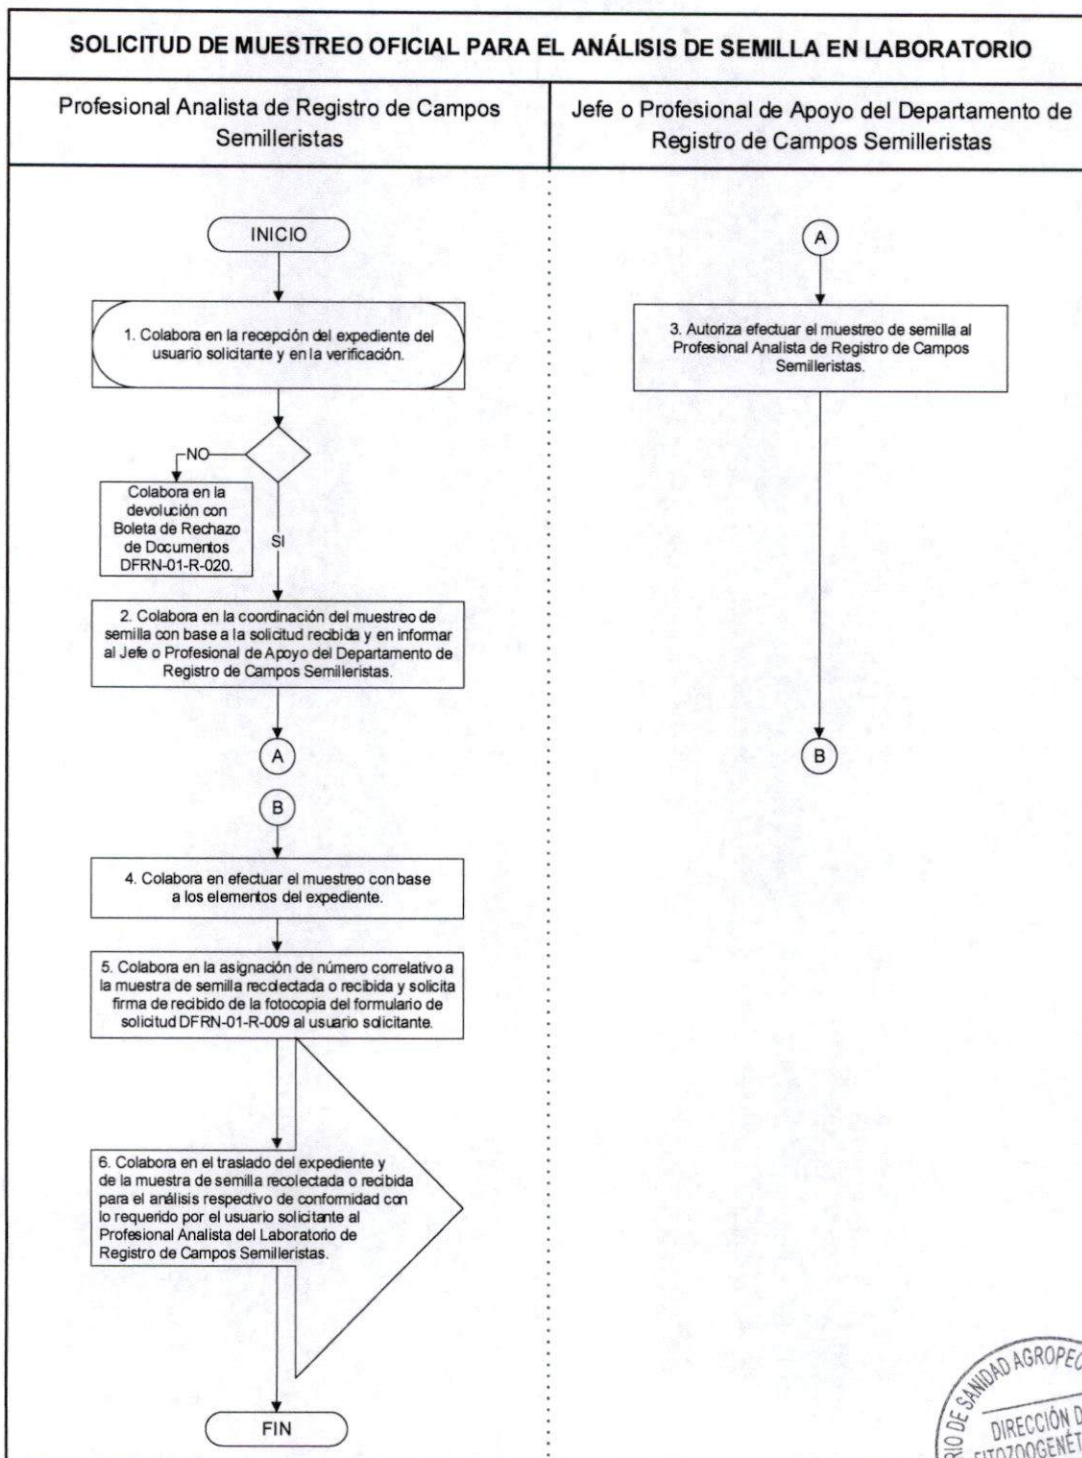 SOLICITUD DE MUESTREO OFICIAL PARA EL ANÁLISIS DE SEMILLA EN LABORATORIO
Profesional Analista de Registro de Campos
Semilleristas
Jefe o Profesional de Apoyo del Departamento de
Registro de Campos Semilleristas
INICIO
1. Colabora en la recepción del expediente del
usuario solicitante y en la verificación.
NO
Colabora en la
devolución con
Boleta de Rechazo
de Documentos
DFRN-01-R-020.
SI
2. Colabora en la coordinación del muestreo de
semilla con base a la solicitud recibida y en informar
al Jefe o Profesional de Apoyo del Departamento de
Registro de Campos Semilleristas.
A
A
3. Autoriza efectuar el muestreo de semilla al
Profesional Analista de Registro de Campos
Semilleristas.
B
B
4. Colabora en efectuar el muestreo con base
a los elementos del expediente.
5. Colabora en la asignación de número correlativo a
la muestra de semilla recolectada o recibida y solicita
firma de recibido de la fotocopia del formulario de
solicitud DFRN-01-R-009 al usuario solicitante.
6. Colabora en el traslado del expediente y
de la muestra de semilla recolectada o recibida
para el análisis respectivo de conformidad con
lo requerido por el usuario solicitante al
Profesional Analista del Laboratorio de
Registro de Campos Semilleristas.
FIN
DE SANIDAD
DIRECCIÓN